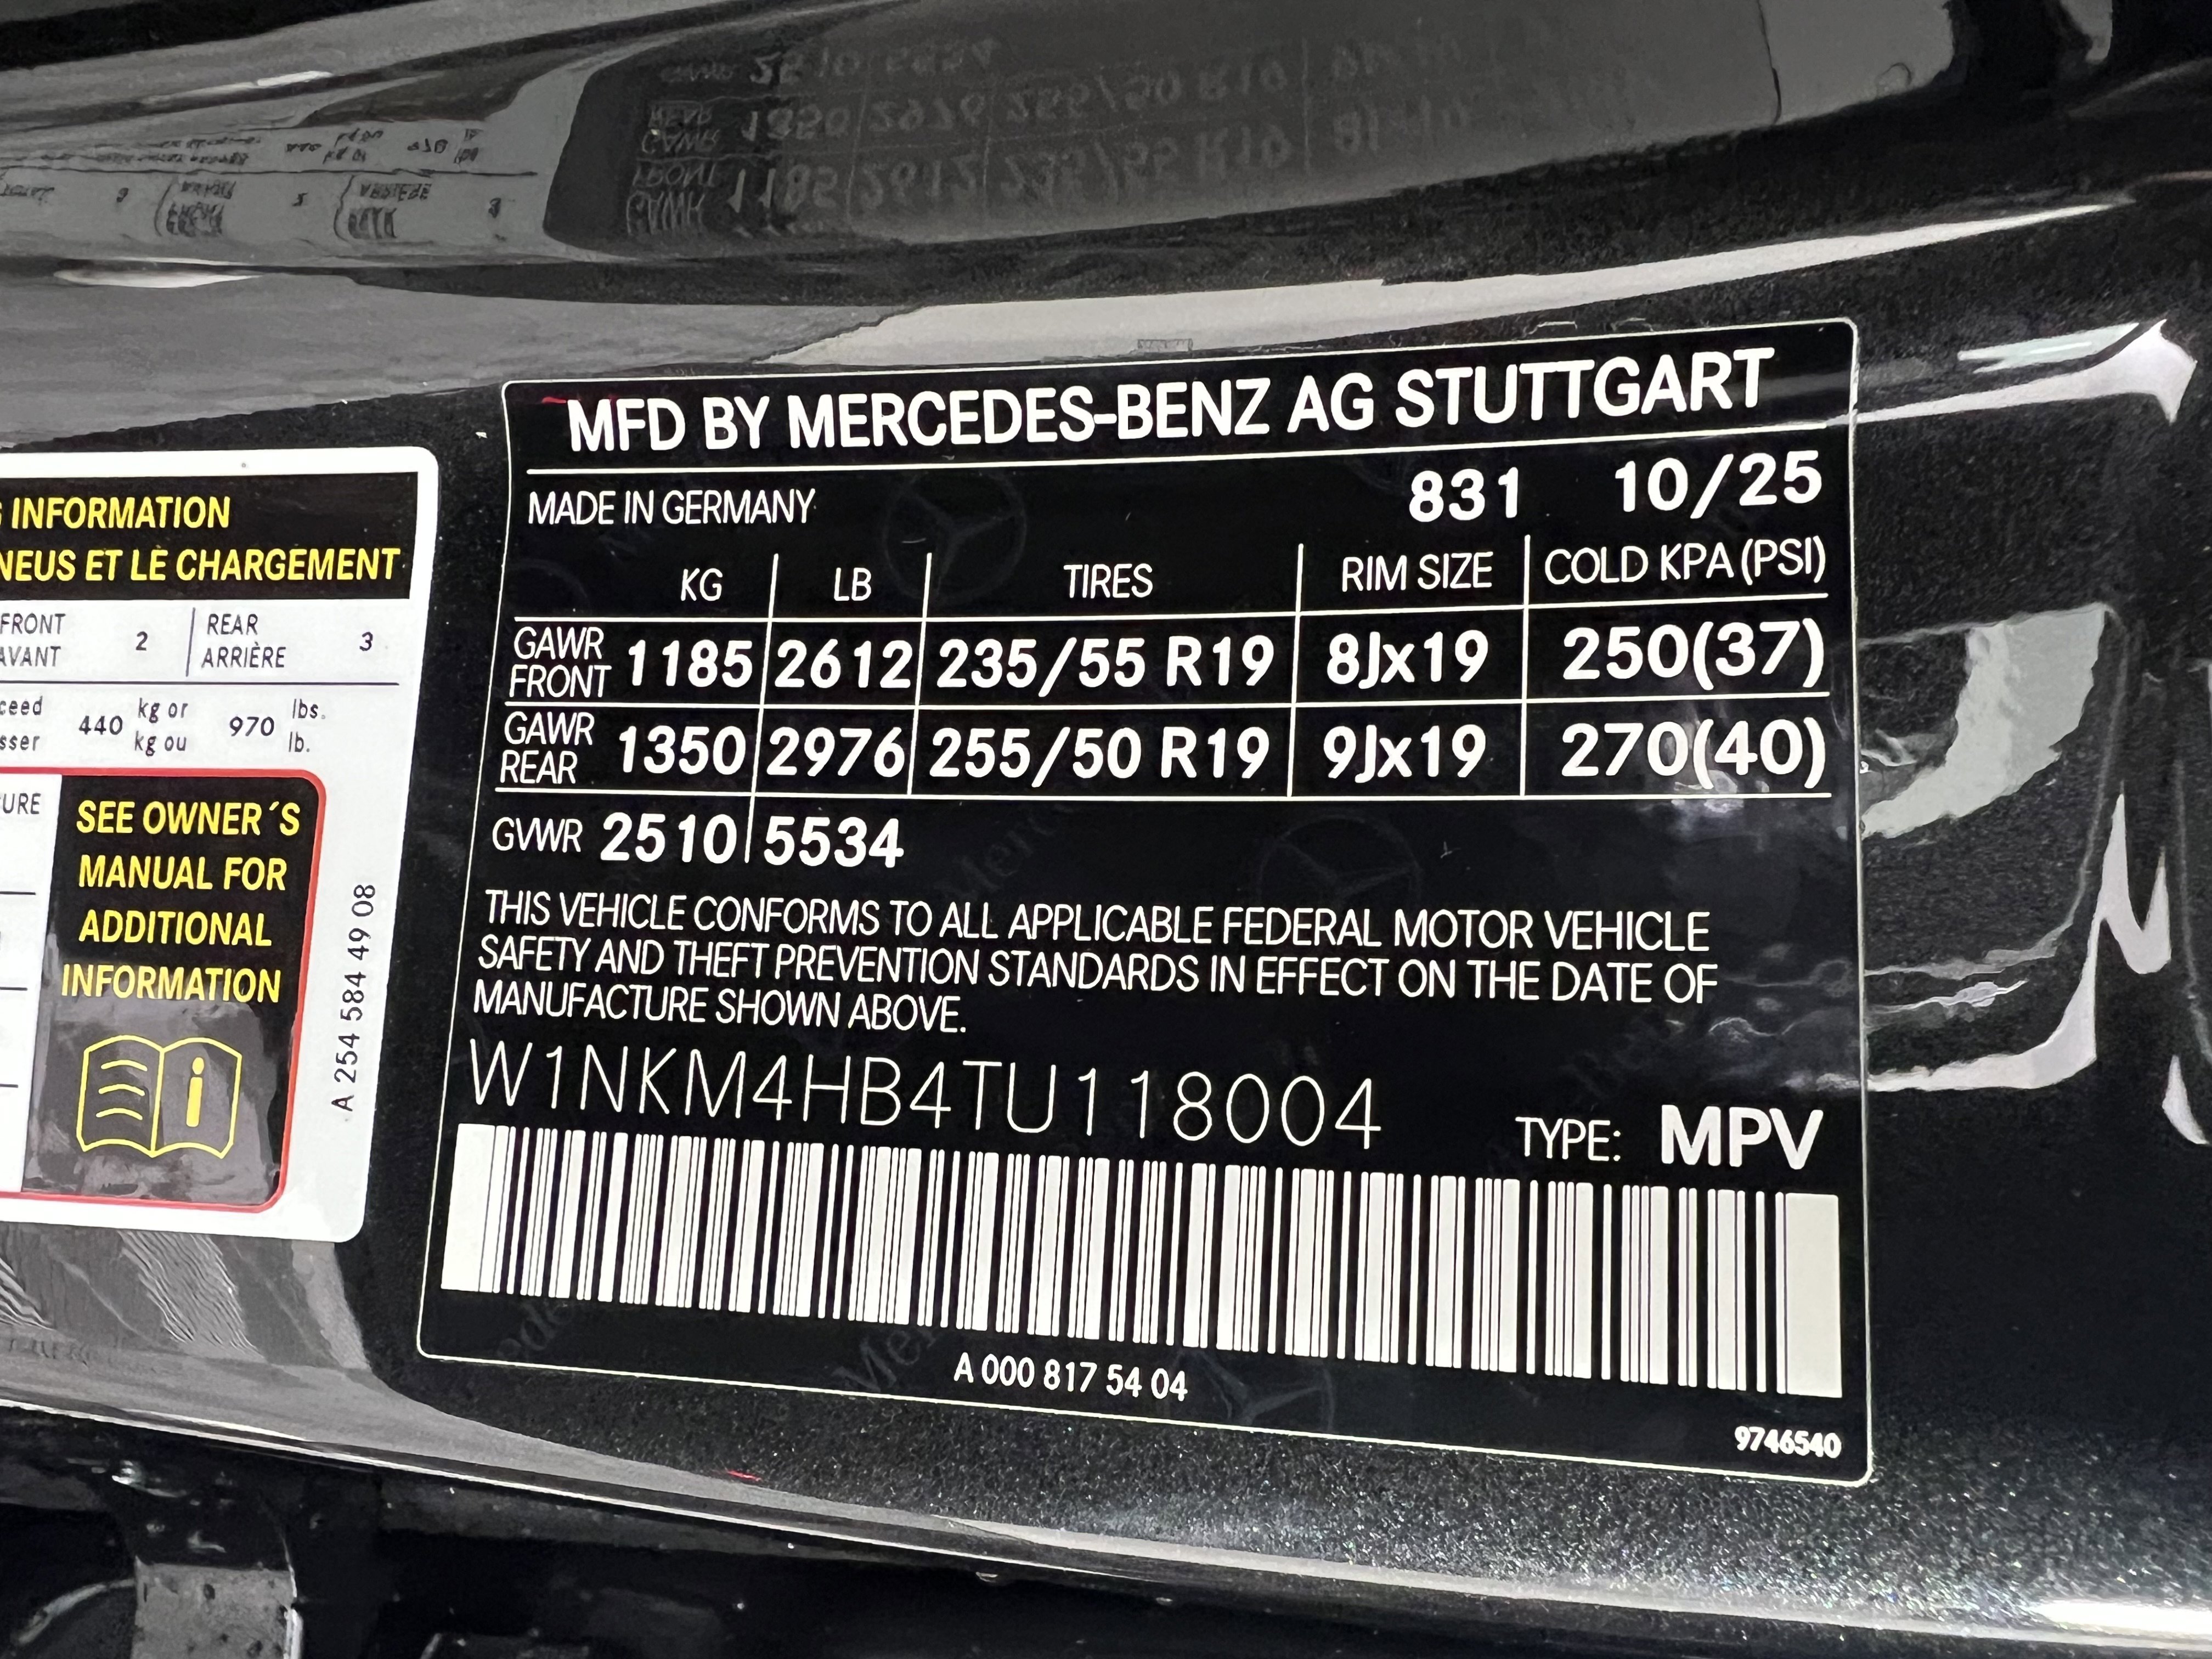 INFORMATION
NEUS ET LE CHARGEMENT
FRONT 2 REAR 3
AVANT ARRIÈRE
440 kg or 970 lbs.
kg ou lb.
SEE OWNER´S
MANUAL FOR
ADDITIONAL
INFORMATION
A 254 584 49 08
MFD BY MERCEDES-BENZ AG STUTTGART
MADE IN GERMANY 831 10/25
KG LB TIRES RIM SIZE COLD KPA (PSI)
GAWR FRONT 1185 2612 235/55 R19 8Jx19 250(37)
GAWR REAR 1350 2976 255/50 R19 9Jx19 270(40)
GVWR 2510 5534
THIS VEHICLE CONFORMS TO ALL APPLICABLE FEDERAL MOTOR VEHICLE
SAFETY AND THEFT PREVENTION STANDARDS IN EFFECT ON THE DATE OF
MANUFACTURE SHOWN ABOVE.
W1NKM4HB4TU118004
TYPE: MPV
A 000 817 54 04
9746540